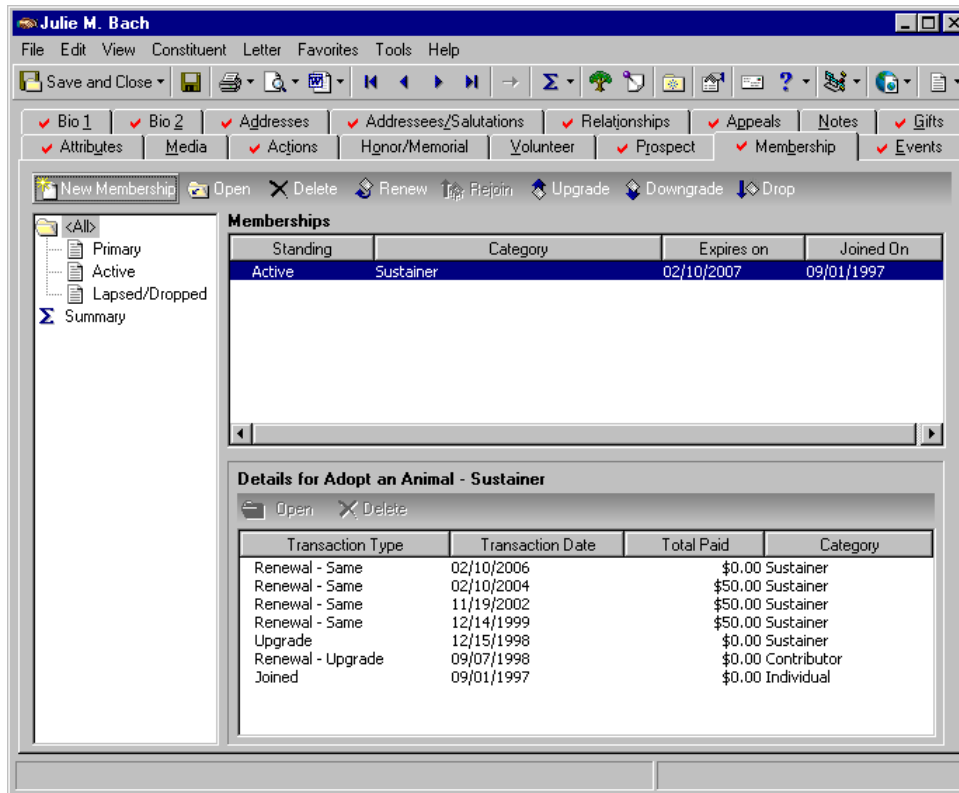 Julie M. Bach
File Edit View Constituent Letter Favorites Tools Help
Save and Close
Bio 1 Bio 2 Addresses Addressees/Salutations Relationships Appeals Notes Gifts
Attributes Media Actions Honor/Memorial Volunteer Prospect Membership Events
New Membership Open Delete Renew Rejoin Upgrade Downgrade Drop
<All>
Primary
Active
Lapsed/Dropped
Σ Summary
Memberships
Standing Category Expires on Joined On
Active Sustainer 02/10/2007 09/01/1997
Details for Adopt an Animal - Sustainer
Open Delete
Transaction Type Transaction Date Total Paid Category
Renewal - Same 02/10/2006 $0.00 Sustainer
Renewal - Same 02/10/2004 $50.00 Sustainer
Renewal - Same 11/19/2002 $50.00 Sustainer
Renewal - Same 12/14/1999 $50.00 Sustainer
Upgrade 12/15/1998 $0.00 Sustainer
Renewal - Upgrade 09/07/1998 $0.00 Contributor
Joined 09/01/1997 $0.00 Individual